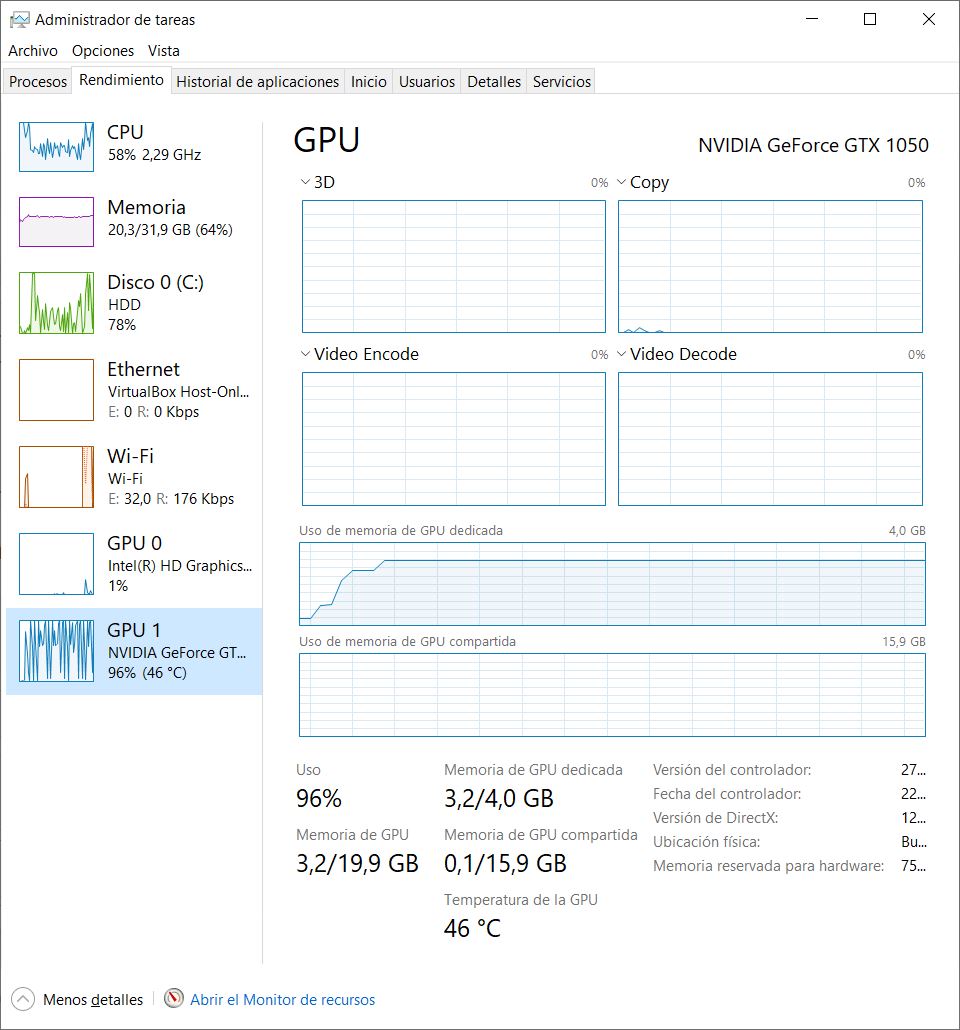 Administrador de tareas
Archivo Opciones Vista
Procesos Rendimiento Historial de aplicaciones Inicio Usuarios Detalles Servicios
CPU
58% 2,29 GHz
Memoria
20,3/31,9 GB (64%)
Disco 0 (C:)
HDD
78%
Ethernet
VirtualBox Host-Onl...
E: 0 R: 0 Kbps
Wi-Fi
Wi-Fi
E: 32,0 R: 176 Kbps
GPU 0
Intel(R) HD Graphics...
1%
GPU 1
NVIDIA GeForce GT...
96% (46 °C)
GPU
NVIDIA GeForce GTX 1050
3D 0%
Copy 0%
Video Encode 0%
Video Decode 0%
Uso de memoria de GPU dedicada 4,0 GB
Uso de memoria de GPU compartida 15,9 GB
Uso
96%
Memoria de GPU
3,2/19,9 GB
Memoria de GPU dedicada
3,2/4,0 GB
Memoria de GPU compartida
0,1/15,9 GB
Temperatura de la GPU
46 °C
Versión del controlador: 27...
Fecha del controlador: 22...
Versión de DirectX: 12...
Ubicación física: Bu...
Memoria reservada para hardware: 75...
Menos detalles
Abrir el Monitor de recursos